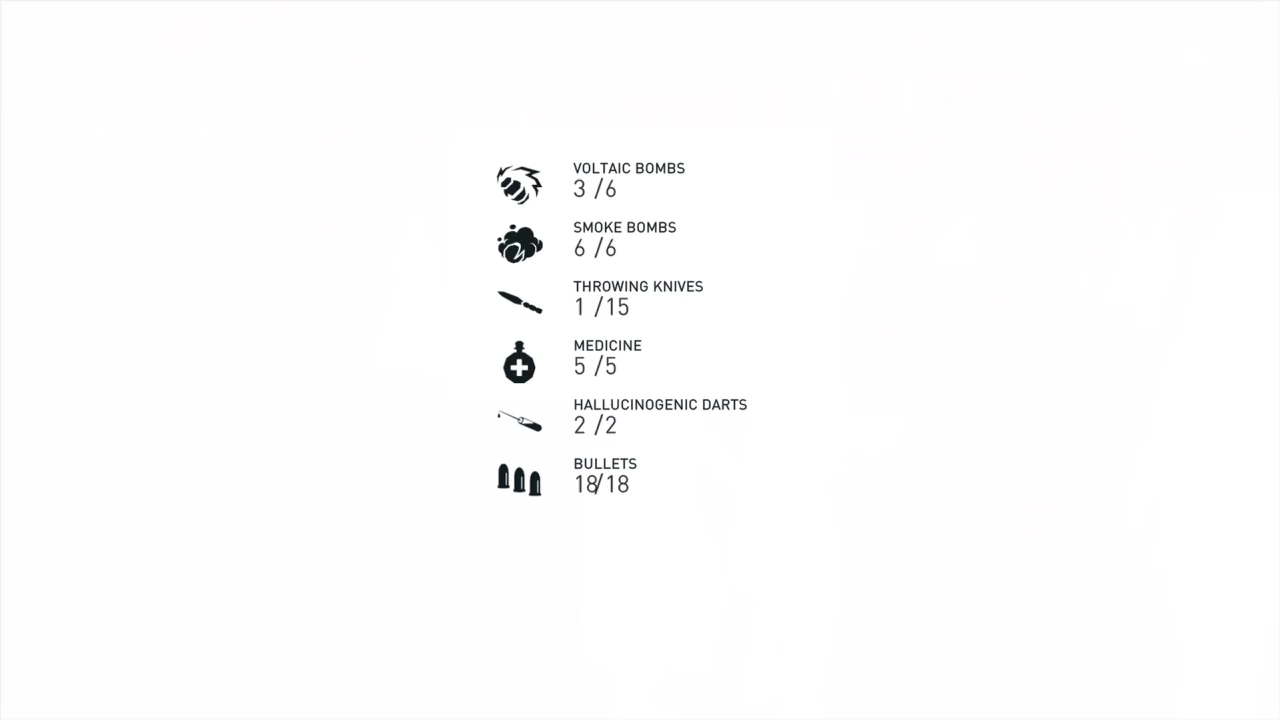 VOLTAIC BOMBS
3 /6
SMOKE BOMBS
6 /6
THROWING KNIVES
1 /15
MEDICINE
5 /5
HALLUCINOGENIC DARTS
2 /2
BULLETS
18/18